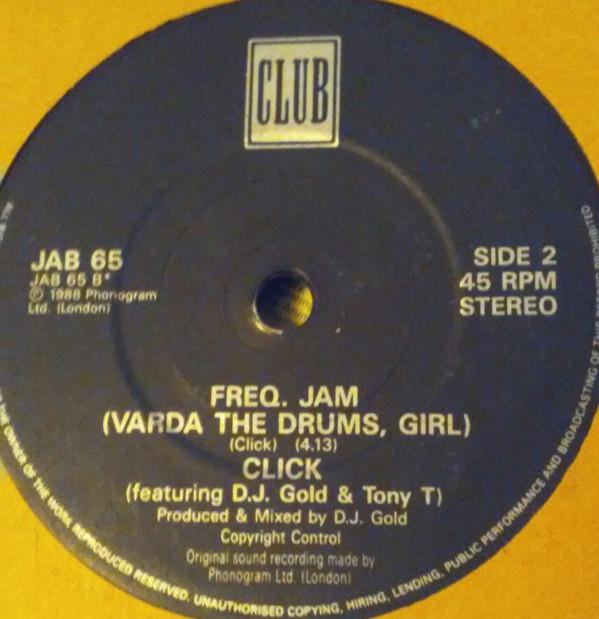 CLUB
JAB 65
JAB 65 B*
Ⓟ 1988 Phonogram
Ltd. (London)
SIDE 2
45 RPM
STEREO
FREQ. JAM
(VARDA THE DRUMS, GIRL)
(Click) (4.13)
CLICK
(featuring D.J. Gold & Tony T)
Produced & Mixed by D.J. Gold
Copyright Control
Original sound recording made by
Phonogram Ltd. (London)
THE OWNER OF THE WORK REPRODUCED RESERVED. UNAUTHORISED COPYING, HIRING, LENDING, PUBLIC PERFORMANCE AND BROADCASTING OF THIS RECORD PROHIBITED